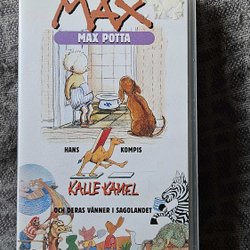 MAX
MAX POTTA
HANS KOMPIS
KALLE KAMEL
OCH DERAS VÄNNER I SAGOLANDET